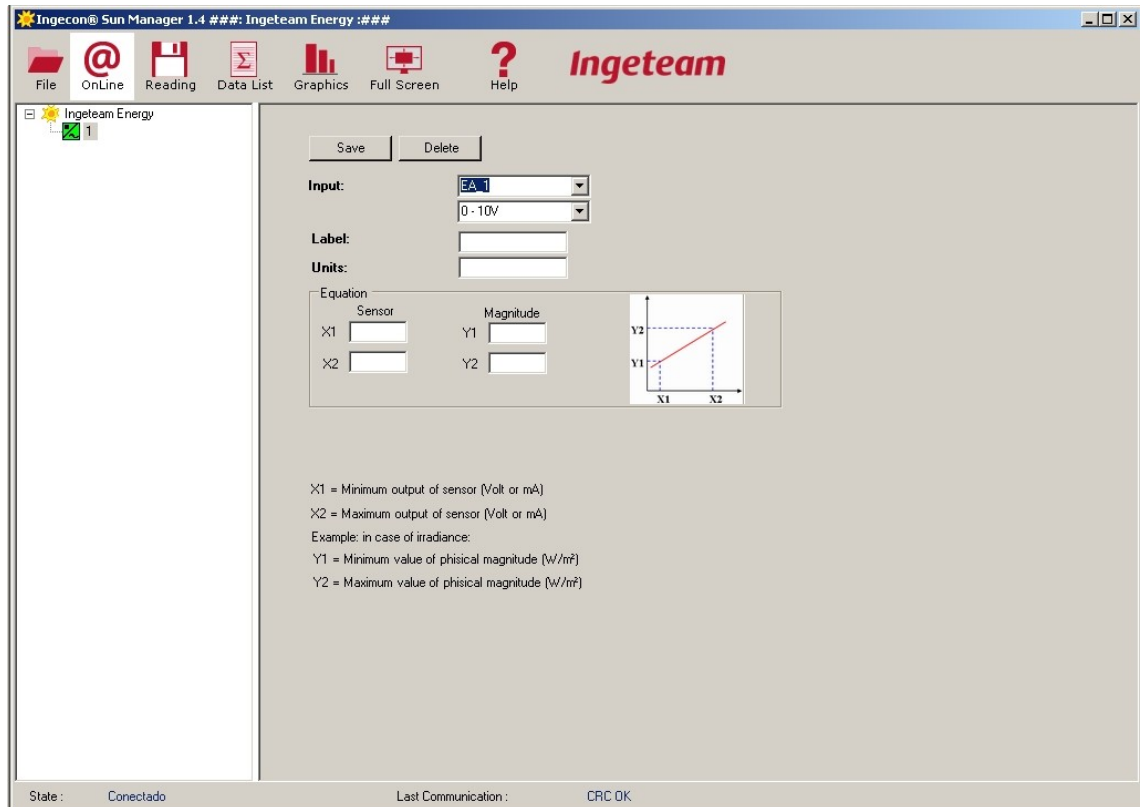 Ingecon® Sun Manager 1.4 ###: Ingeteam Energy :###
File OnLine Reading Data List Graphics Full Screen Help Ingeteam
Ingeteam Energy
1
Save Delete
Input: EA_1
0 - 10V
Label:
Units:
Equation
Sensor Magnitude
X1 Y1
X2 Y2
Y2
Y1
X1 X2
X1 = Minimum output of sensor (Volt or mA)
X2 = Maximum output of sensor (Volt or mA)
Example: in case of irradiance:
Y1 = Minimum value of phisical magnitude (W/m²)
Y2 = Maximum value of phisical magnitude (W/m²)
State : Conectado Last Communication : CRC OK